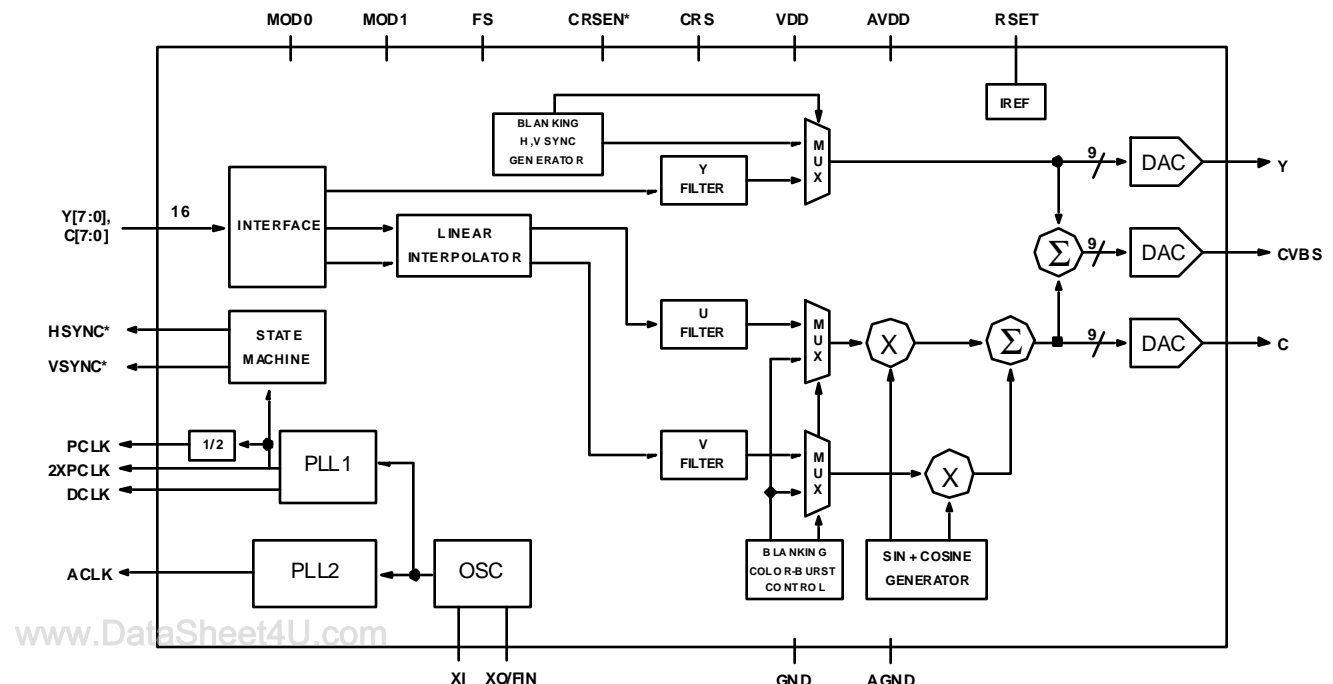 MOD0 MOD1 FS CRSEN* CRS VDD AVDD RSET
IREF
BLANKING
H,V SYNC
GENERATOR
MUX
Y
FILTER
9
DAC
Y
Y[7:0],
C[7:0]
16
INTERFACE
LINEAR
INTERPOLATOR
Σ
9
DAC
CVBS
HSYNC*
VSYNC*
STATE
MACHINE
U
FILTER
MUX
X
Σ
9
DAC
C
PCLK
2XPCLK
DCLK
1/2
PLL1
V
FILTER
MUX
X
ACLK
PLL2
OSC
BLANKING
COLOR-BURST
CONTROL
SIN + COSINE
GENERATOR
www.DataSheet4U.com
XI XO/FIN GND AGND